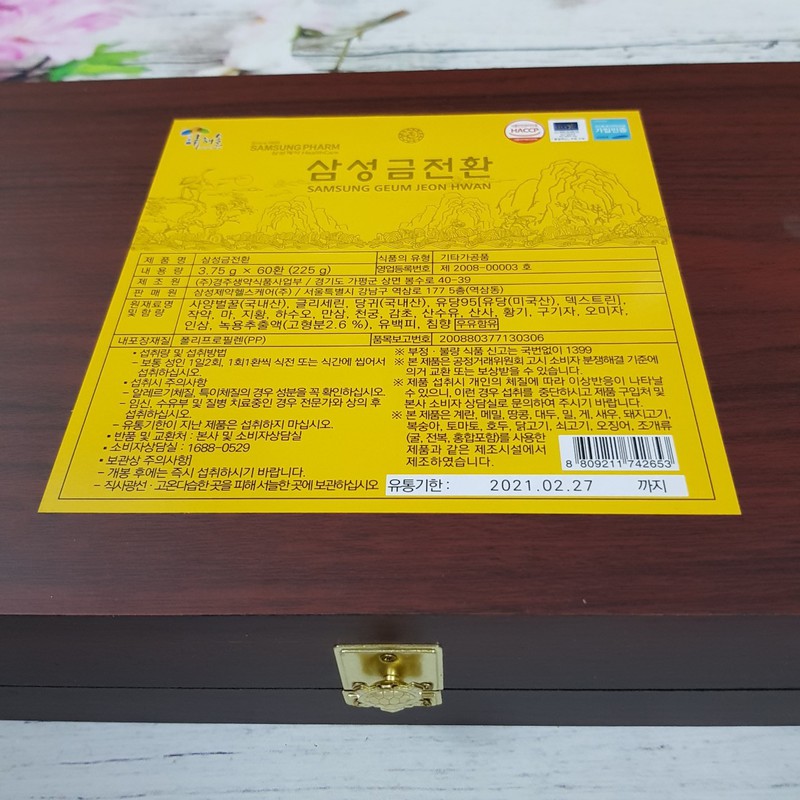 SAMSUNG PHARM
HACCP
가입인증
삼성금전환
SAMSUNG GEUM JEON HWAN
제 품 명 삼성금전환 식품의 유형 기타가공품
내 용 량 3.75 g × 60환 (225 g) 영업등록번호 제 2008-00003 호
제 조 원 (주)경주생약식품사업부 / 경기도 가평군 상면 봉수로 40-39
판 매 원 삼성제약헬스케어(주) / 서울특별시 강남구 역삼로 177 5층(역삼동)
원재료명 및 함량 사양벌꿀(국내산), 글리세린, 당귀(국내산), 유당95[유당(미국산), 덱스트린],
작약, 마, 지황, 하수오, 만삼, 천궁, 감초, 산수유, 산사, 황기, 구기자, 오미자,
인삼, 녹용추출액(고형분2.6 %), 유백피, 침향 우유함유
내포장재질 폴리프로필렌(PP) 품목보고번호 200880377130306
• 섭취량 및 섭취방법
– 보통 성인 1일2회, 1회1환씩 식전 또는 식간에 씹어서
섭취하십시오.
• 섭취시 주의사항
– 알레르기체질, 특이체질의 경우 성분을 꼭 확인하십시오.
– 임신, 수유부 및 질병 치료중인 경우 전문가와 상의 후
섭취하십시오.
– 유통기한이 지난 제품은 섭취하지 마십시오.
• 반품 및 교환처 : 본사 및 소비자상담실
• 소비자상담실 : 1688-0529
• 보관상 주의사항]
– 개봉 후에는 즉시 섭취하시기 바랍니다.
– 직사광선 · 고온다습한 곳을 피해 서늘한 곳에 보관하십시오
※ 부정 · 불량 식품 신고는 국번없이 1399
※ 본 제품은 공정거래위원회 고시 소비자 분쟁해결 기준에
의거 교환 또는 보상받을 수 있습니다.
※ 제품 섭취시 개인의 체질에 따라 이상반응이 나타날
수 있으니, 이런 경우 섭취를 중단하시고 제품 구입처 및
본사 소비자 상담실로 문의하여 주시기 바랍니다.
※ 본 제품은 계란, 메밀, 땅콩, 대두, 밀, 게, 새우, 돼지고기,
복숭아, 토마토, 호두, 닭고기, 쇠고기, 오징어, 조개류
(굴, 전복, 홍합포함)를 사용한
제품과 같은 제조시설에서
제조하였습니다.
8 809211 742653
유통기한 : 2021.02.27 까지